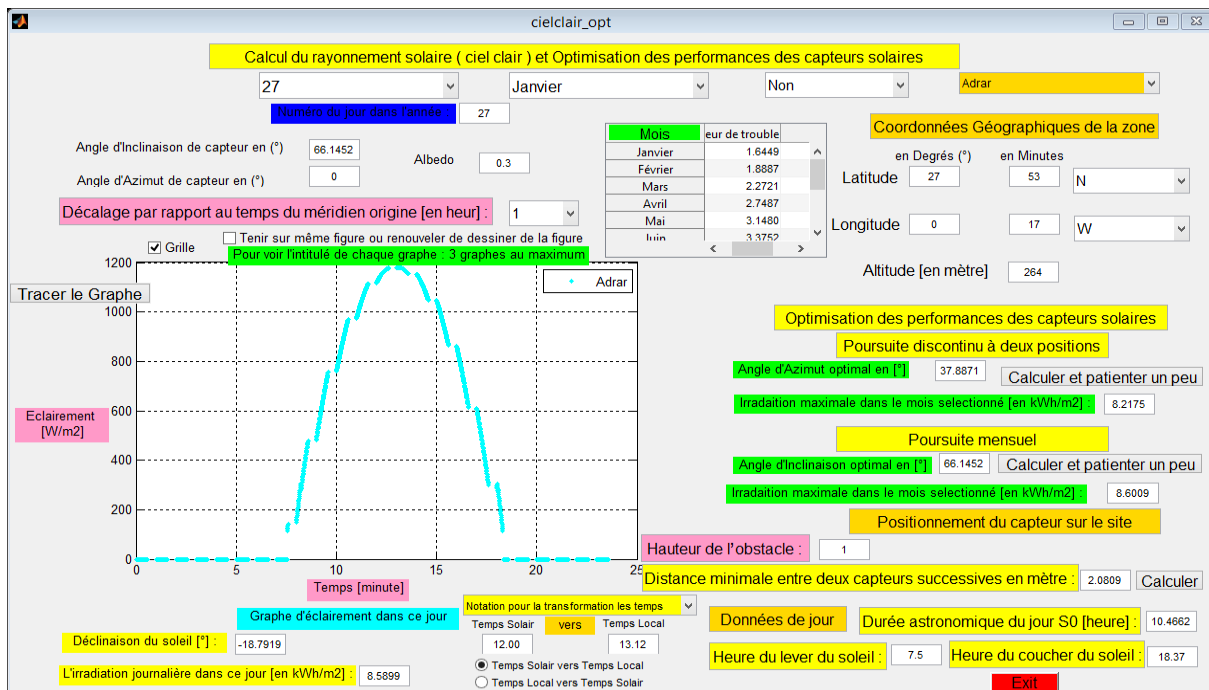 cielclair_opt
Calcul du rayonnement solaire ( ciel clair ) et Optimisation des performances des capteurs solaires
27 Janvier Non Adrar
Numéro du jour dans l'année 27
Angle d'Inclinaison de capteur en (°) 66.1452 Albedo 0.3
Angle d'Azimut de capteur en (°) 0
Décalage par rapport au temps du méridien origine [en heur] : 1
Mois eur de trouble
Janvier 1.6449
Février 1.8887
Mars 2.2721
Avril 2.7487
Mai 3.1480
Juin 3.3752
Coordonnées Géographiques de la zone
en Degrés (°) en Minutes
Latitude 27 53 N
Longitude 0 17 W
Altitude [en mètre] 264
Grille
Tenir sur même figure ou renouveler de dessiner de la figure
Pour voir l'intitulé de chaque graphe : 3 graphes au maximum
Tracer le Graphe
Adrar
1200
1000
800
600
400
200
0
0 5 10 15 20 25
Eclairement
[W/m2]
Temps [minute]
Graphe d'éclairement dans ce jour
Optimisation des performances des capteurs solaires
Poursuite discontinu à deux positions
Angle d'Azimut optimal en [°] 37.8871 Calculer et patienter un peu
Irradaition maximale dans le mois selectionné [en kWh/m2] : 8.2175
Poursuite mensuel
Angle d'Inclinaison optimal en [°] 66.1452 Calculer et patienter un peu
Irradaition maximale dans le mois selectionné [en kWh/m2] : 8.6009
Positionnement du capteur sur le site
Hauteur de l'obstacle : 1
Distance minimale entre deux capteurs successives en mètre : 2.0809 Calculer
Notation pour la transformation les temps
Temps Solair vers Temps Local
12.00 13.12
Temps Solair vers Temps Local
Temps Local vers Temps Solair
Déclinaison du soleil [°] : -18.7919
L'irradiation journalière dans ce jour [en kWh/m2] : 8.5899
Données de jour
Durée astronomique du jour S0 [heure] : 10.4662
Heure du lever du soleil : 7.5
Heure du coucher du soleil : 18.37
Exit